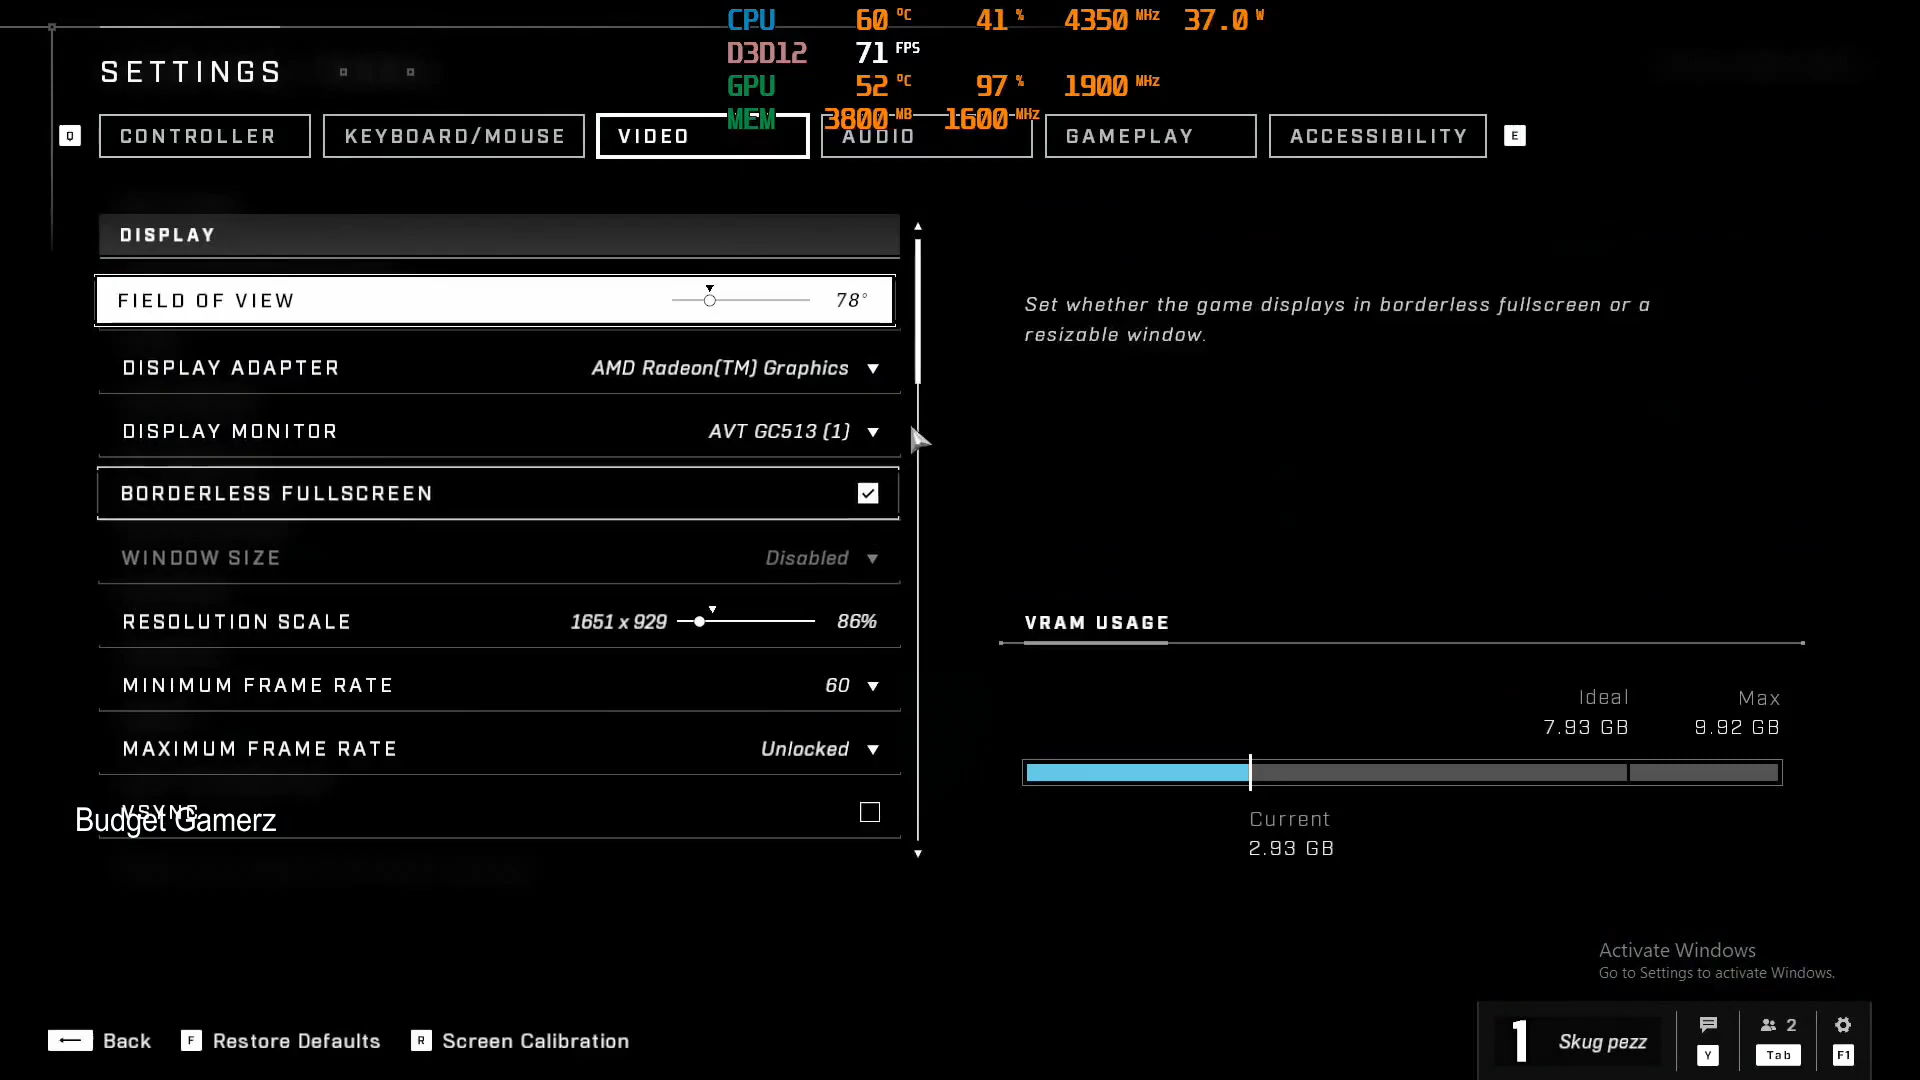 CPU 60 °C 41 % 4350 MHz 37.0 W
D3D12 71 FPS
GPU 52 °C 97 % 1900 MHz
MEM 3800 MB 1600 MHz
SETTINGS
Q CONTROLLER KEYBOARD/MOUSE VIDEO AUDIO GAMEPLAY ACCESSIBILITY E
DISPLAY
FIELD OF VIEW 78°
DISPLAY ADAPTER AMD Radeon(TM) Graphics
DISPLAY MONITOR AVT GC513 (1)
BORDERLESS FULLSCREEN
WINDOW SIZE Disabled
RESOLUTION SCALE 1651 x 929 86%
MINIMUM FRAME RATE 60
MAXIMUM FRAME RATE Unlocked
VSYNC
Budget Gamerz
Set whether the game displays in borderless fullscreen or a
resizable window.
VRAM USAGE
Ideal Max
7.93 GB 9.92 GB
Current
2.93 GB
Activate Windows
Go to Settings to activate Windows.
Back F Restore Defaults R Screen Calibration
1 Skug pezz Y 2 Tab F1